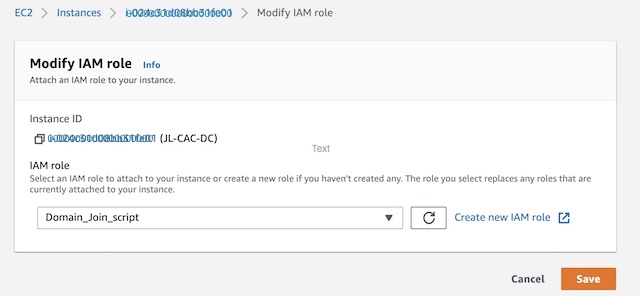 EC2 > Instances > > Modify IAM role
Modify IAM role Info
Attach an IAM role to your instance.
Instance ID
(JL-CAC-DC)
Text
IAM role
Select an IAM role to attach to your instance or create a new role if you haven't created any. The role you select replaces any roles that are
currently attached to your instance.
Domain_Join_script
Create new IAM role
Cancel
Save